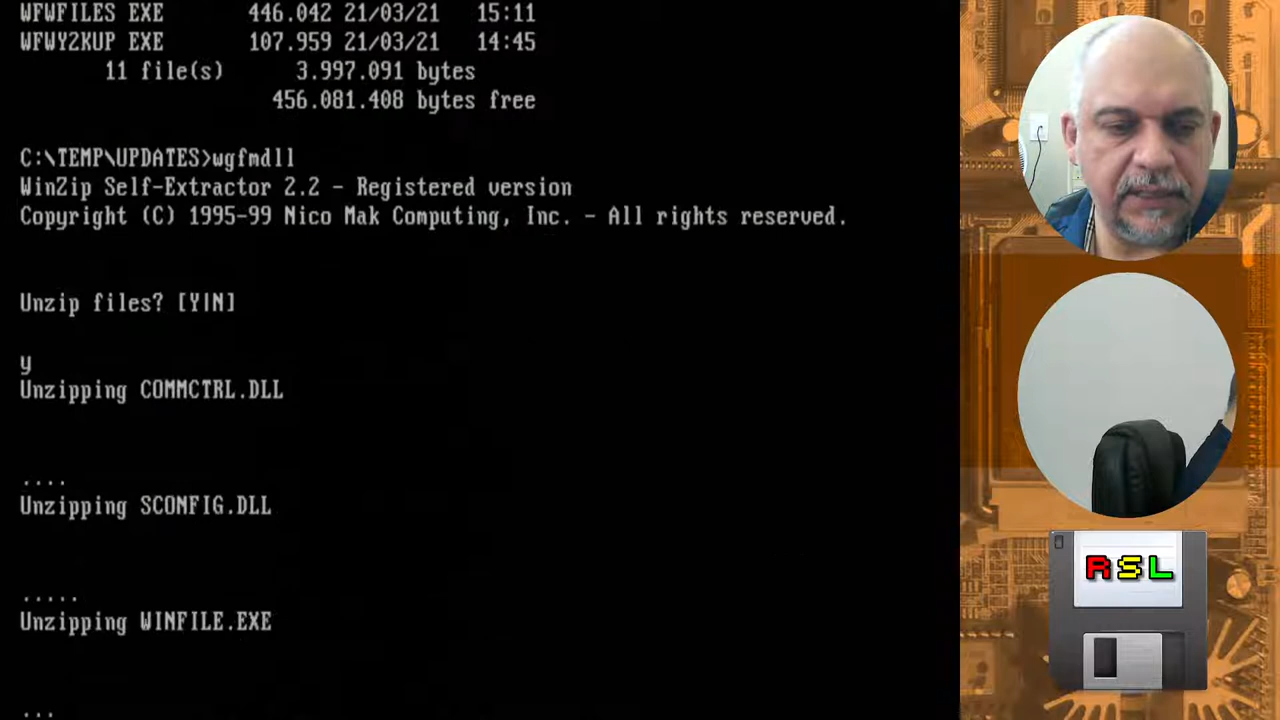 WFWFILES EXE 446.042 21/03/21 15:11
WFWY2KUP EXE 107.959 21/03/21 14:45
11 file(s) 3.997.091 bytes
456.081.408 bytes free
C:\TEMP\UPDATES>wgfmdll
WinZip Self-Extractor 2.2 - Registered version
Copyright (C) 1995-99 Nico Mak Computing, Inc. - All rights reserved.
Unzip files? [Y|N]
y
Unzipping COMMCTRL.DLL
....
Unzipping SCONFIG.DLL
.....
Unzipping WINFILE.EXE
...
RSL